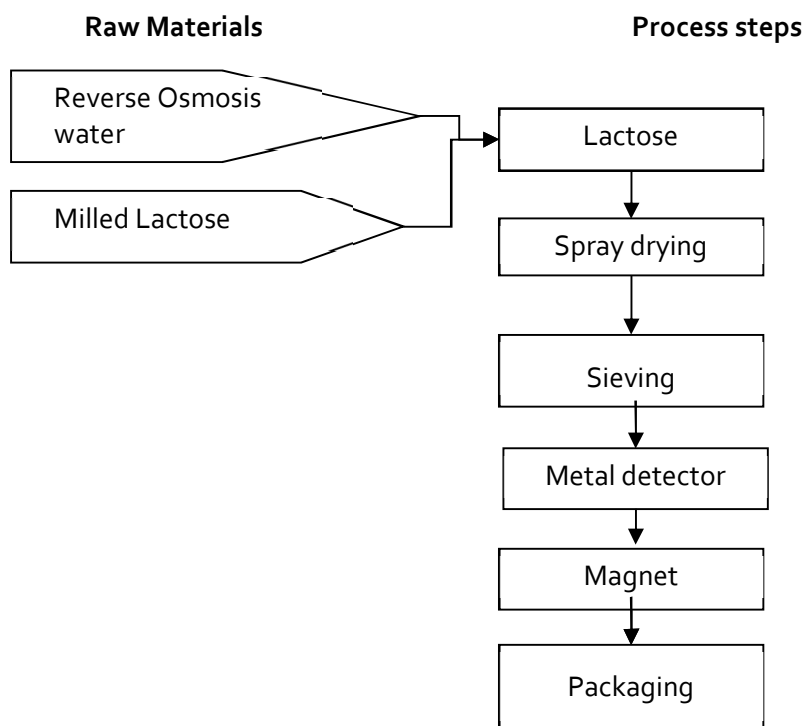 Raw Materials
Process steps
Reverse Osmosis
water
Lactose
Milled Lactose
Spray drying
Sieving
Metal detector
Magnet
Packaging